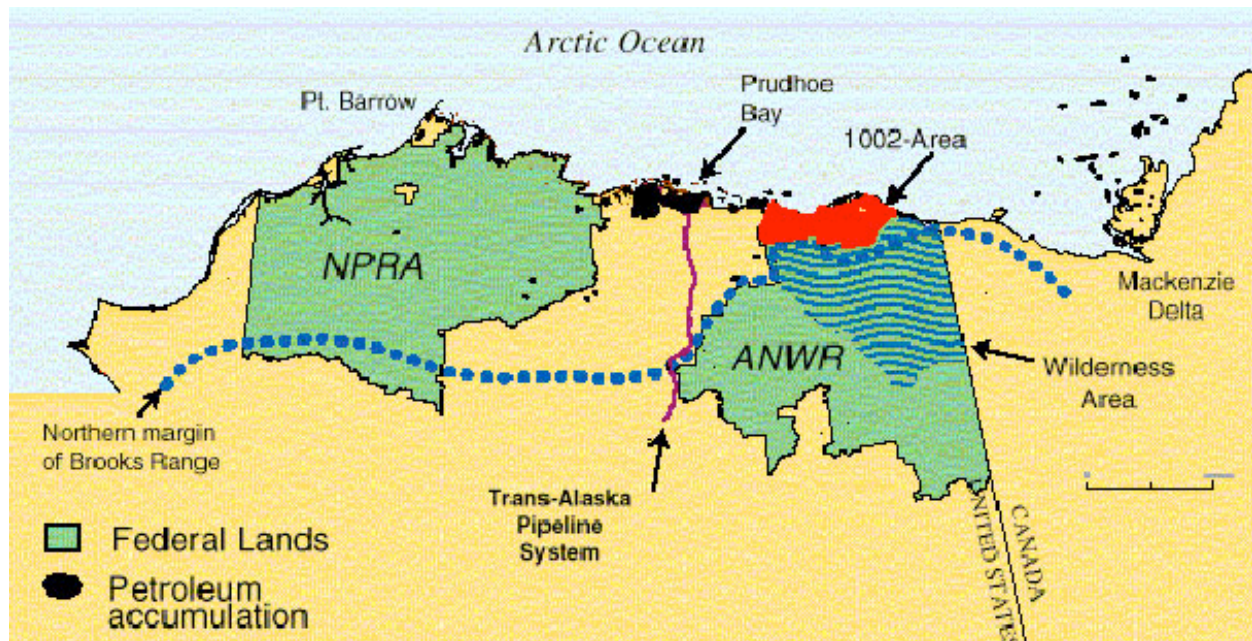 Arctic Ocean
Pt. Barrow
Prudhoe
Bay
1002-Area
NPRA
Mackenzie
Delta
ANWR
Wilderness
Area
Northern margin
of Brooks Range
Trans-Alaska
Pipeline
System
Federal Lands
Petroleum
accumulation
CANADA
UNITED STATES